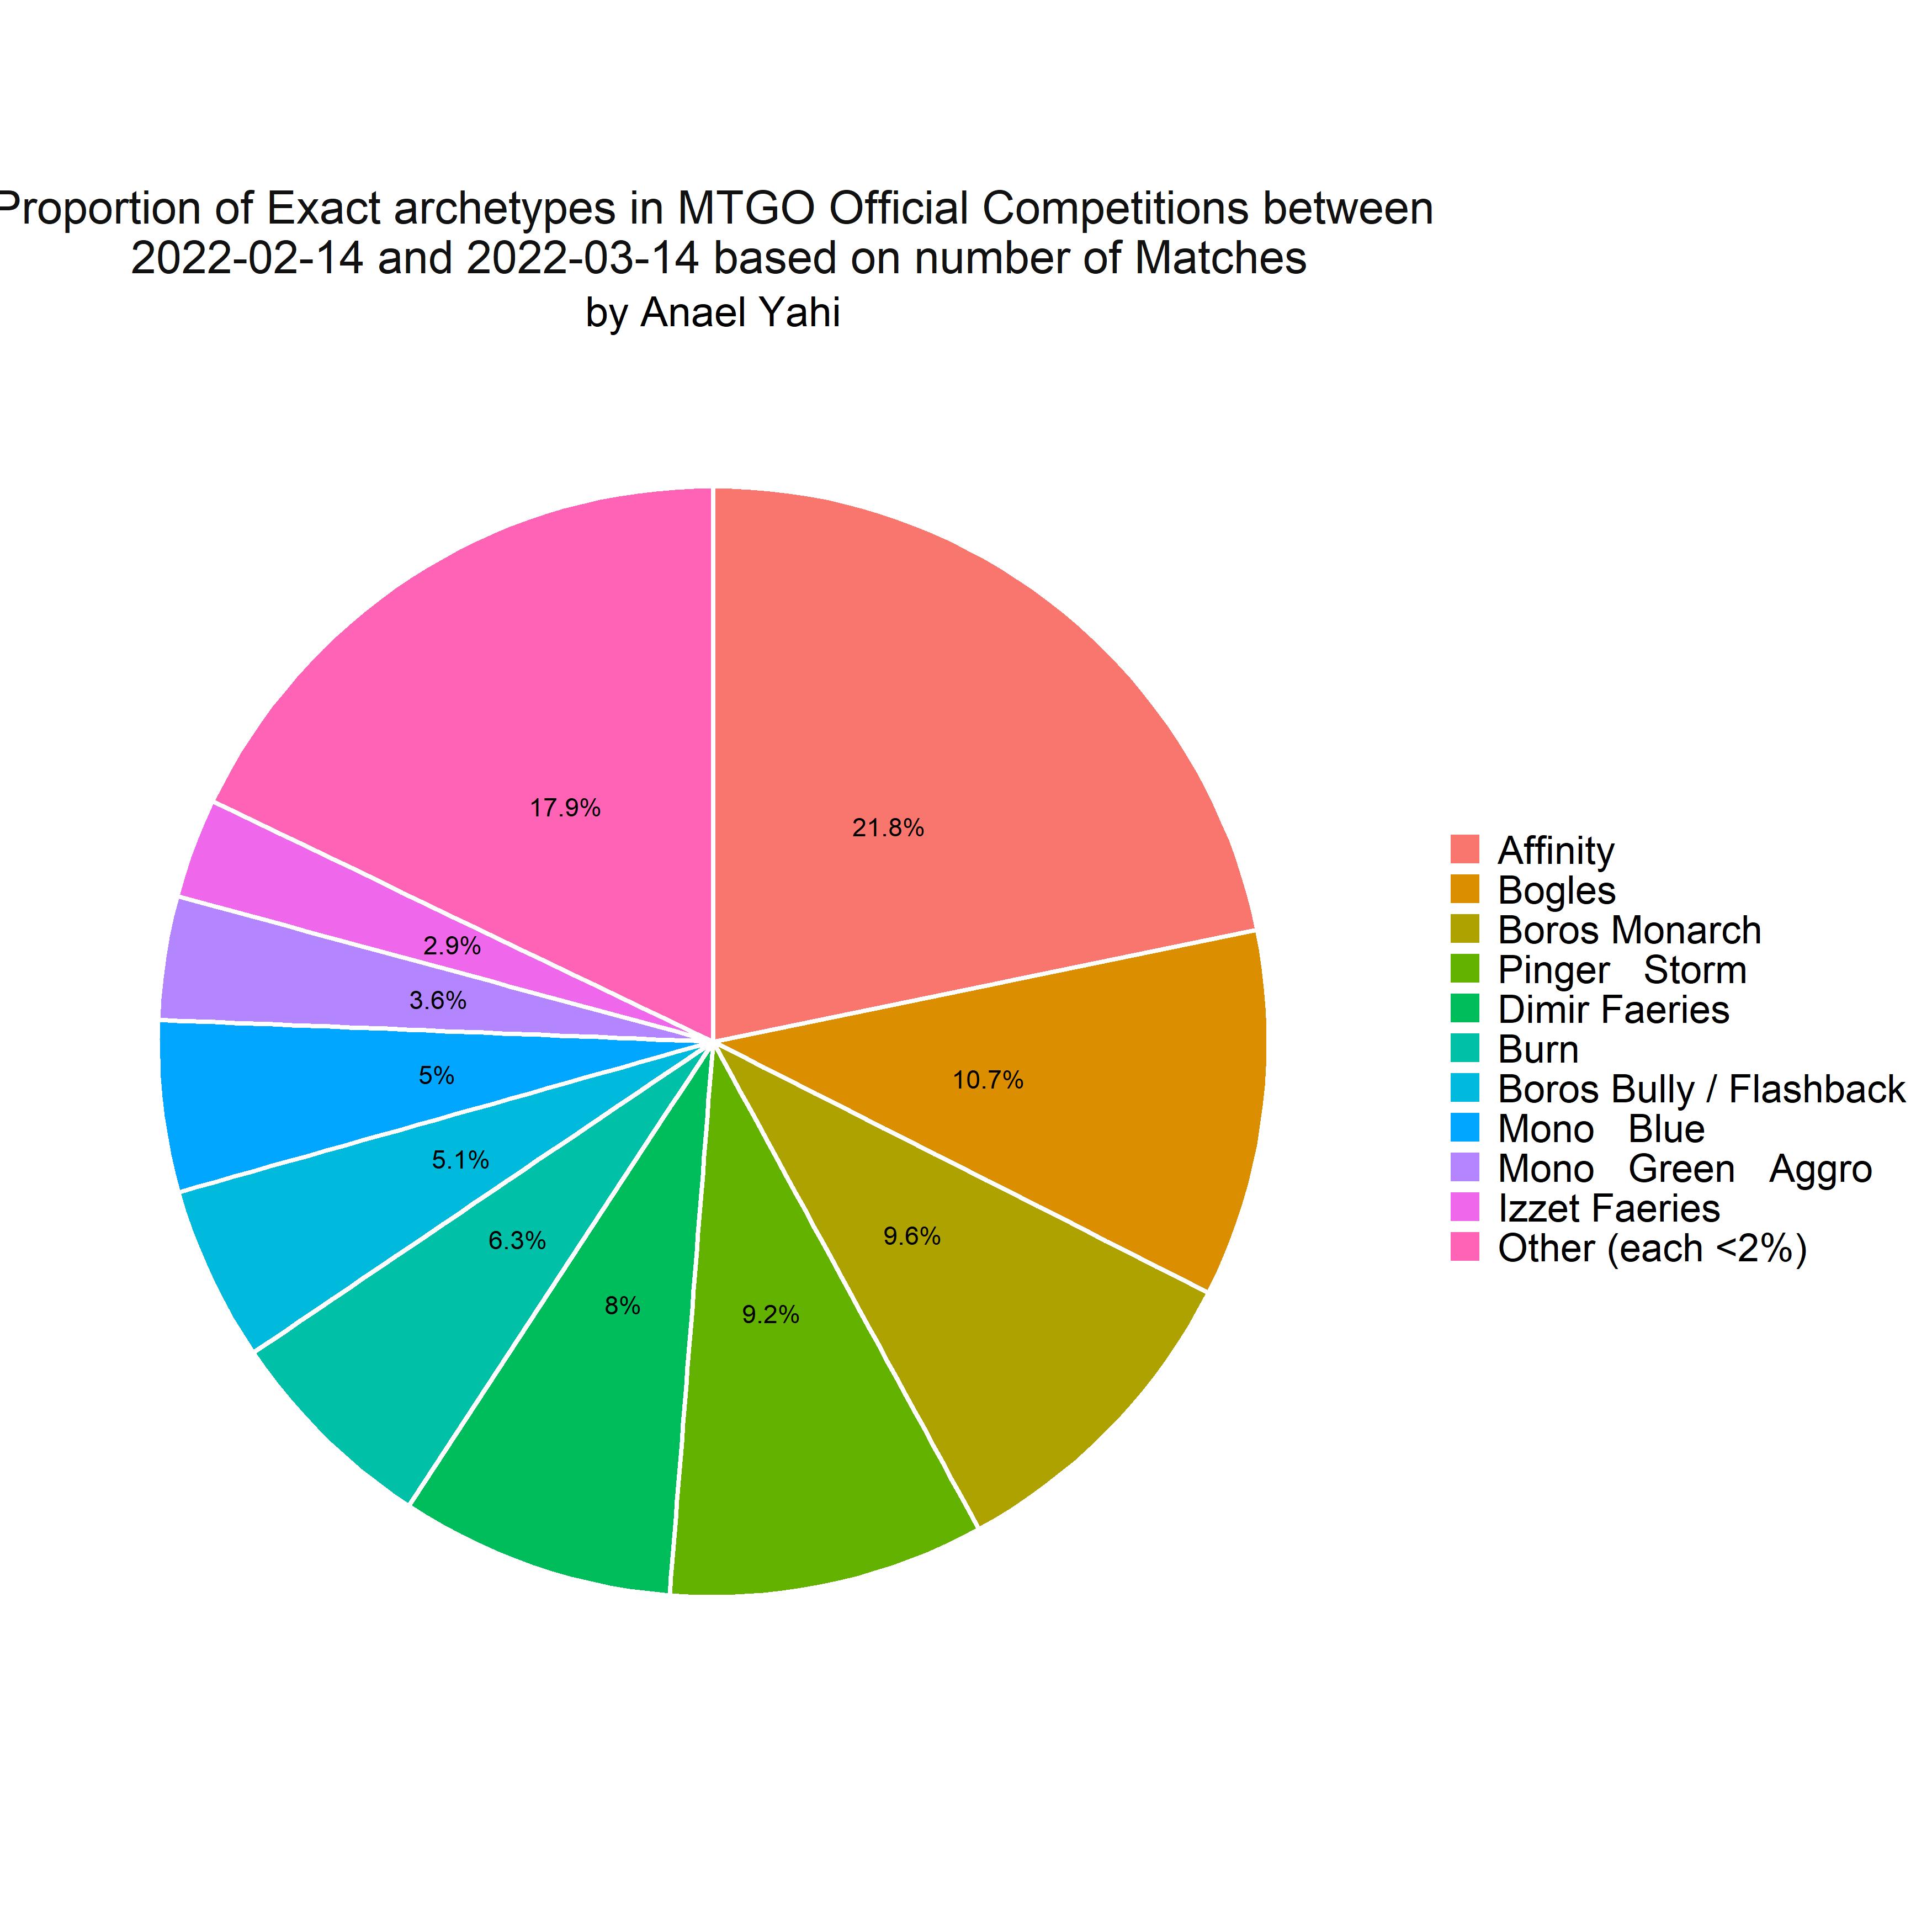 Proportion of Exact archetypes in MTGO Official Competitions between
2022-02-14 and 2022-03-14 based on number of Matches
by Anael Yahi
17.9%
21.8%
2.9%
3.6%
5%
10.7%
5.1%
6.3%
9.6%
8%
9.2%
Affinity
Bogles
Boros Monarch
Pinger Storm
Dimir Faeries
Burn
Boros Bully / Flashback
Mono Blue
Mono Green Aggro
Izzet Faeries
Other (each <2%)